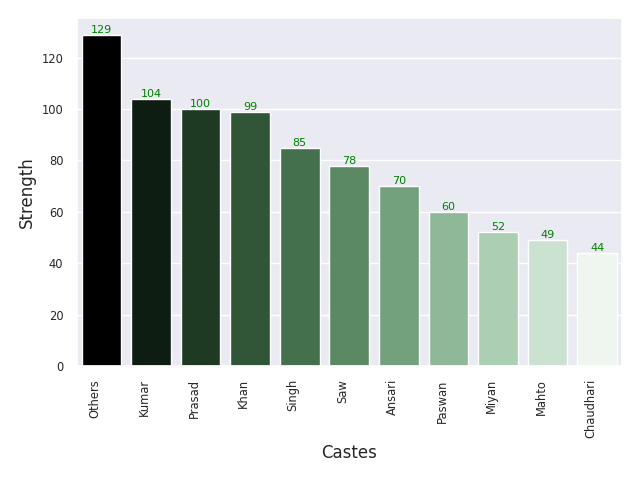 129
104
100
99
85
78
70
60
52
49
44
120
100
80
60
40
20
0
Strength
Others
Kumar
Prasad
Khan
Singh
Saw
Ansari
Paswan
Miyan
Mahto
Chaudhari
Castes